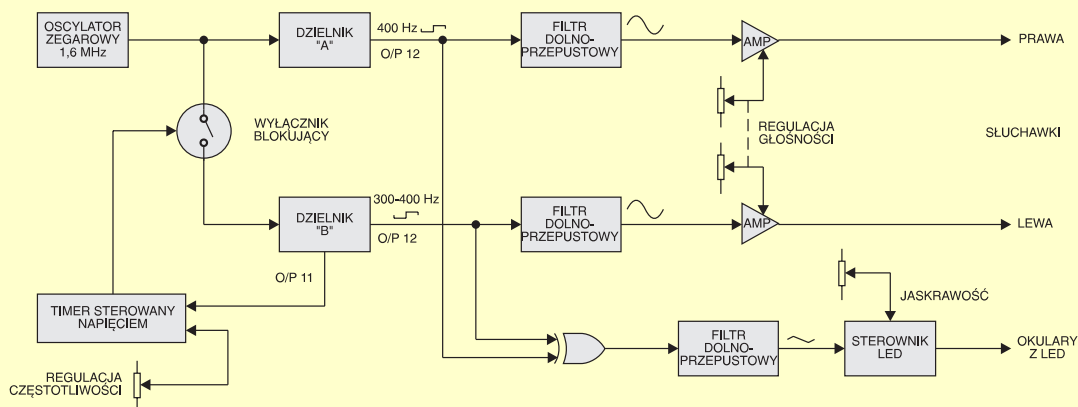 OSCYLATOR
ZEGAROWY
1,6 MHz
DZIELNIK
"A"
400 Hz
O/P 12
FILTR
DOLNO-
PRZEPUSTOWY
AMP
PRAWA
WYŁĄCZNIK
BLOKUJĄCY
REGULACJA
GŁOŚNOŚCI
SŁUCHAWKI
DZIELNIK
"B"
300-400 Hz
O/P 12
FILTR
DOLNO-
PRZEPUSTOWY
AMP
LEWA
O/P 11
TIMER STEROWANY
NAPIĘCIEM
JASKRAWOŚĆ
FILTR
DOLNO-
PRZEPUSTOWY
STEROWNIK
LED
OKULARY
Z LED
REGULACJA
CZĘSTOTLIWOŚCI